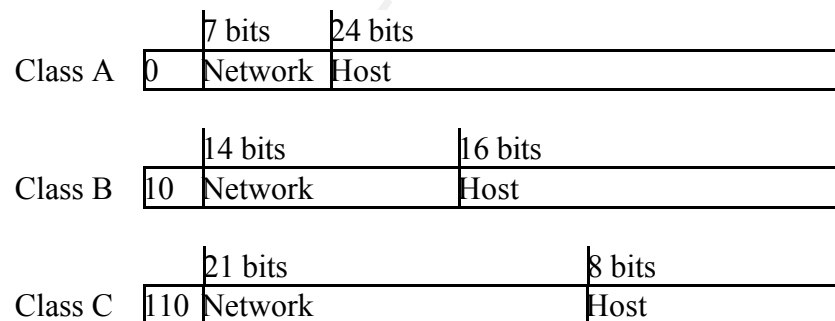 7 bits 24 bits
Class A 0 Network Host
14 bits 16 bits
Class B 10 Network Host
21 bits 8 bits
Class C 110 Network Host